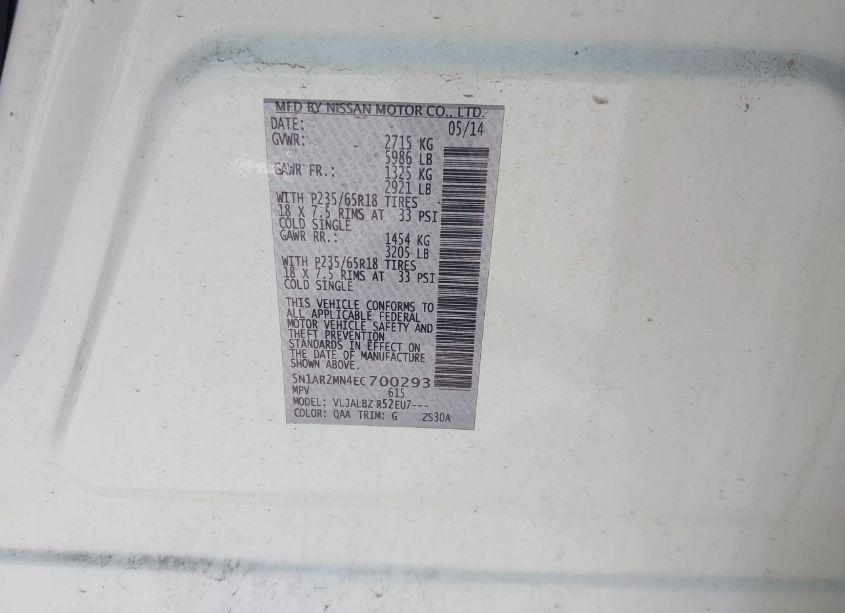 MFD BY NISSAN MOTOR CO., LTD.
DATE: 05/14
GVWR: 2715 KG
5986 LB
GAWR FR.: 1325 KG
2921 LB
WITH P235/65R18 TIRES
18 X 7.5 RIMS AT 33 PSI
COLD SINGLE
GAWR RR.: 1454 KG
3205 LB
WITH P235/65R18 TIRES
18 X 7.5 RIMS AT 33 PSI
COLD SINGLE
THIS VEHICLE CONFORMS TO
ALL APPLICABLE FEDERAL
MOTOR VEHICLE SAFETY AND
THEFT PREVENTION
STANDARDS IN EFFECT ON
THE DATE OF MANUFACTURE
SHOWN ABOVE.
5N1AR2MN4EC700293
MPV 615
MODEL: VLJALBZ R52EU7---
COLOR: QAA TRIM: G ZS30A